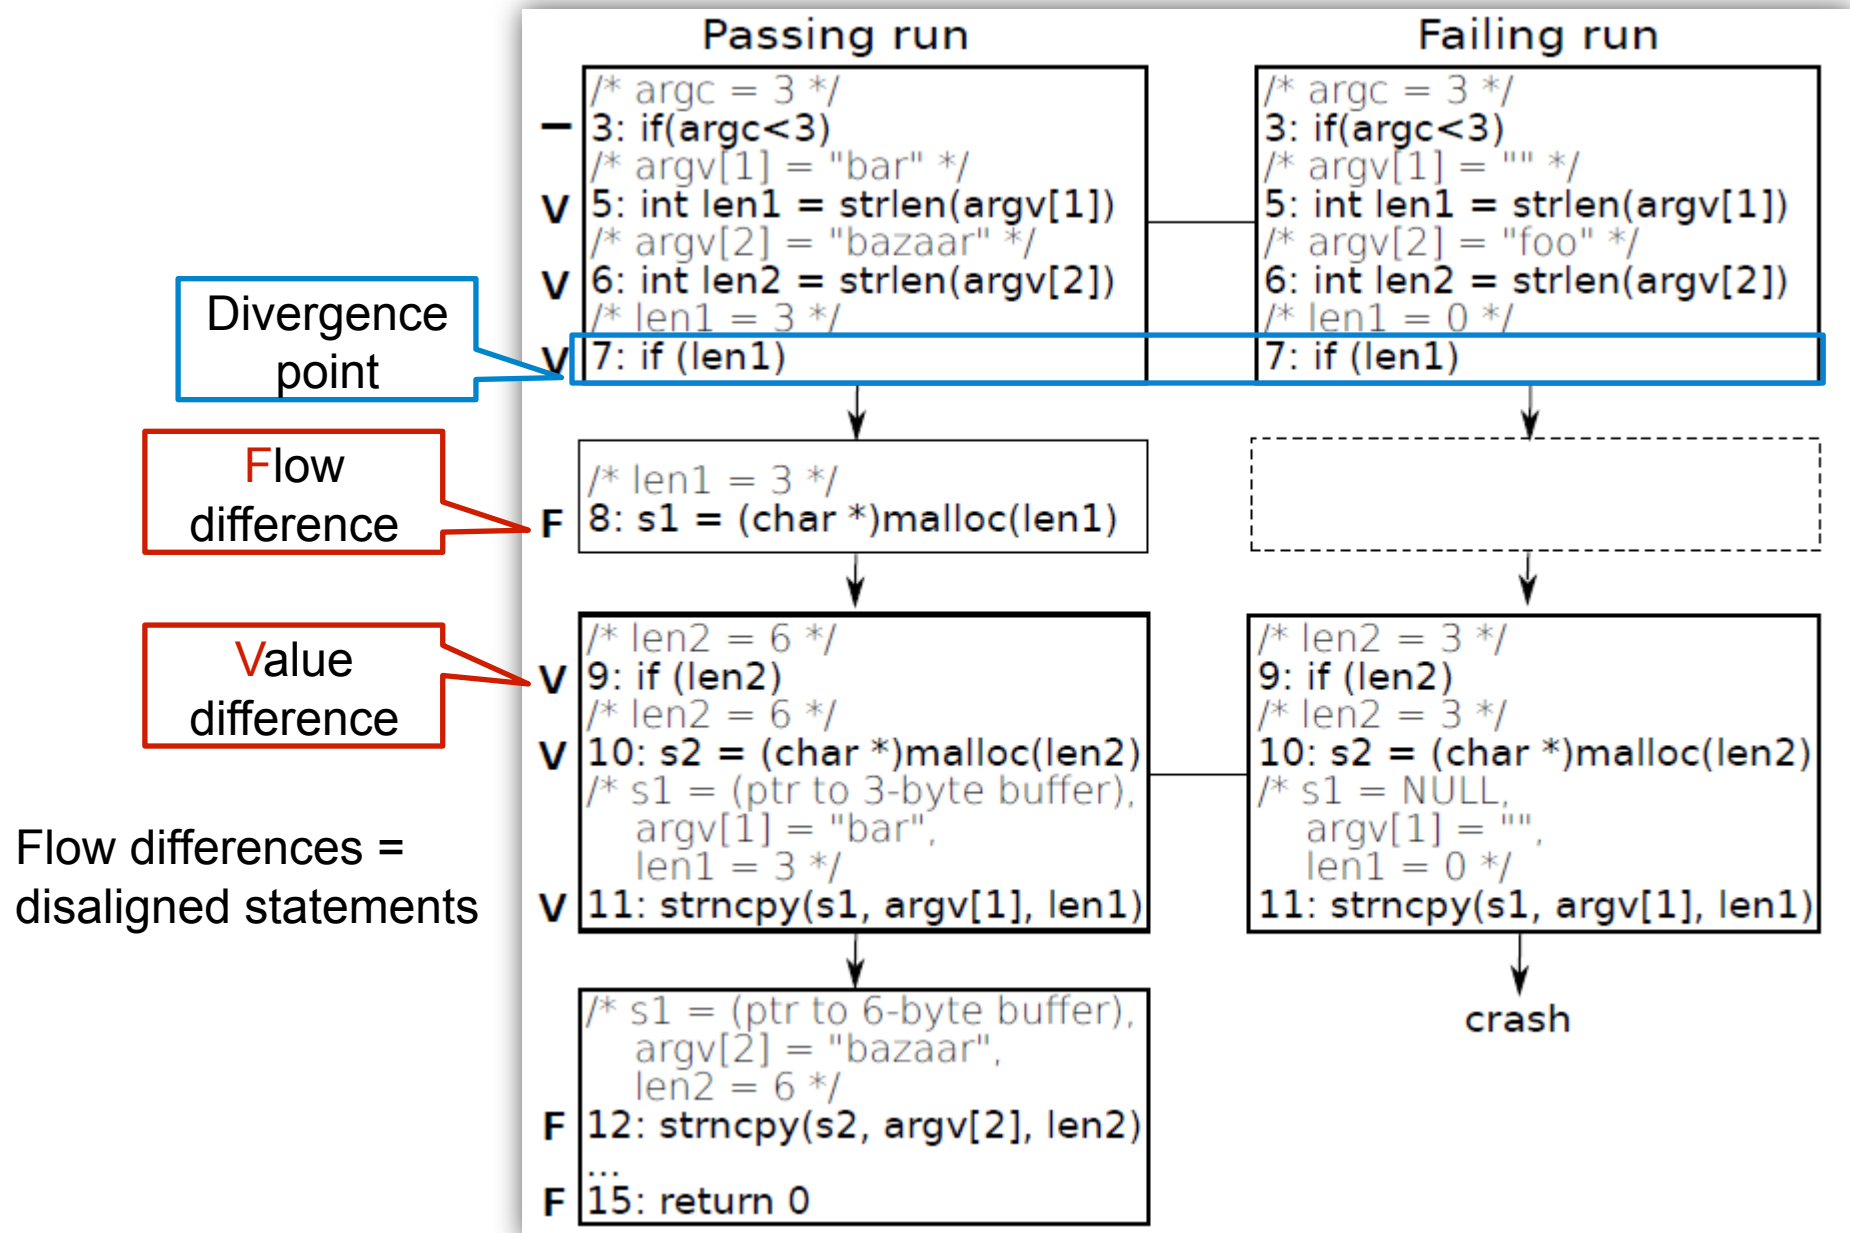 Passing run
/* argc = 3 */
– 3: if(argc<3)
/* argv[1] = "bar" */
V 5: int len1 = strlen(argv[1])
/* argv[2] = "bazaar" */
V 6: int len2 = strlen(argv[2])
/* len1 = 3 */
V 7: if (len1)
/* len1 = 3 */
F 8: s1 = (char *)malloc(len1)
/* len2 = 6 */
V 9: if (len2)
/* len2 = 6 */
V 10: s2 = (char *)malloc(len2)
/* s1 = (ptr to 3-byte buffer),
argv[1] = "bar",
len1 = 3 */
V 11: strncpy(s1, argv[1], len1)
/* s1 = (ptr to 6-byte buffer),
argv[2] = "bazaar",
len2 = 6 */
F 12: strncpy(s2, argv[2], len2)
...
F 15: return 0
Failing run
/* argc = 3 */
3: if(argc<3)
/* argv[1] = "" */
5: int len1 = strlen(argv[1])
/* argv[2] = "foo" */
6: int len2 = strlen(argv[2])
/* len1 = 0 */
7: if (len1)
/* len2 = 3 */
9: if (len2)
/* len2 = 3 */
10: s2 = (char *)malloc(len2)
/* s1 = NULL,
argv[1] = "",
len1 = 0 */
11: strncpy(s1, argv[1], len1)
crash
Divergence
point
Flow
difference
Value
difference
Flow differences =
disaligned statements